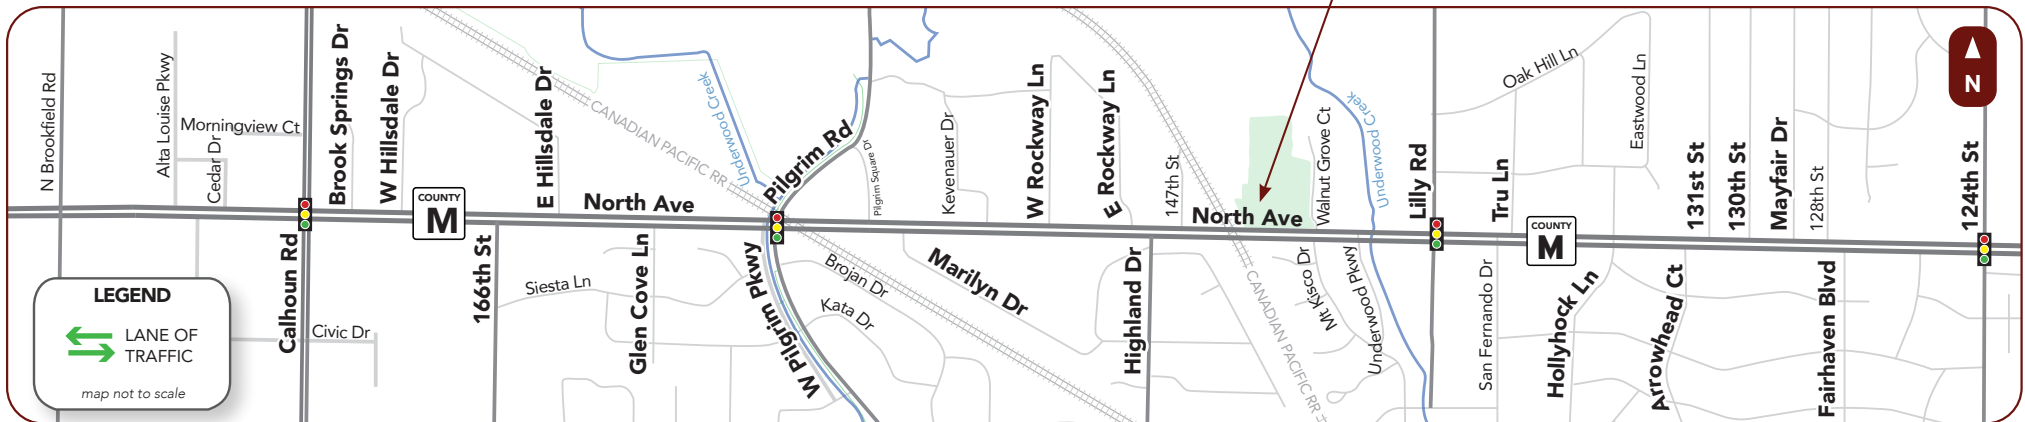 N Brookfield Rd
Alta Louise Pkwy
Morningview Ct
Cedar Dr
Calhoun Rd
Brook Springs Dr
W Hillsdale Dr
COUNTY
M
E Hillsdale Dr
CANADIAN PACIFIC RR
North Ave
Underwood Creek
Pilgrim Rd
Pilgrim Square Dr
Kevenauer Dr
W Rockway Ln
E Rockway Ln
147th St
North Ave
Walnut Grove Ct
Underwood Creek
Lilly Rd
Tru Ln
Oak Hill Ln
COUNTY
M
Eastwood Ln
131st St
130th St
Mayfair Dr
128th St
124th St
N
LEGEND
LANE OF
TRAFFIC
map not to scale
Civic Dr
166th St
Siesta Ln
Glen Cove Ln
W Pilgrim Pkwy
W Pilgrim Pkwy
Brojan Dr
Kata Dr
Marilyn Dr
Highland Dr
CANADIAN PACIFIC RR
Mt Kisco Dr
Underwood Pkwy
Underwood Pkwy
San Fernando Dr
Hollyhock Ln
Arrowhead Ct
Fairhaven Blvd